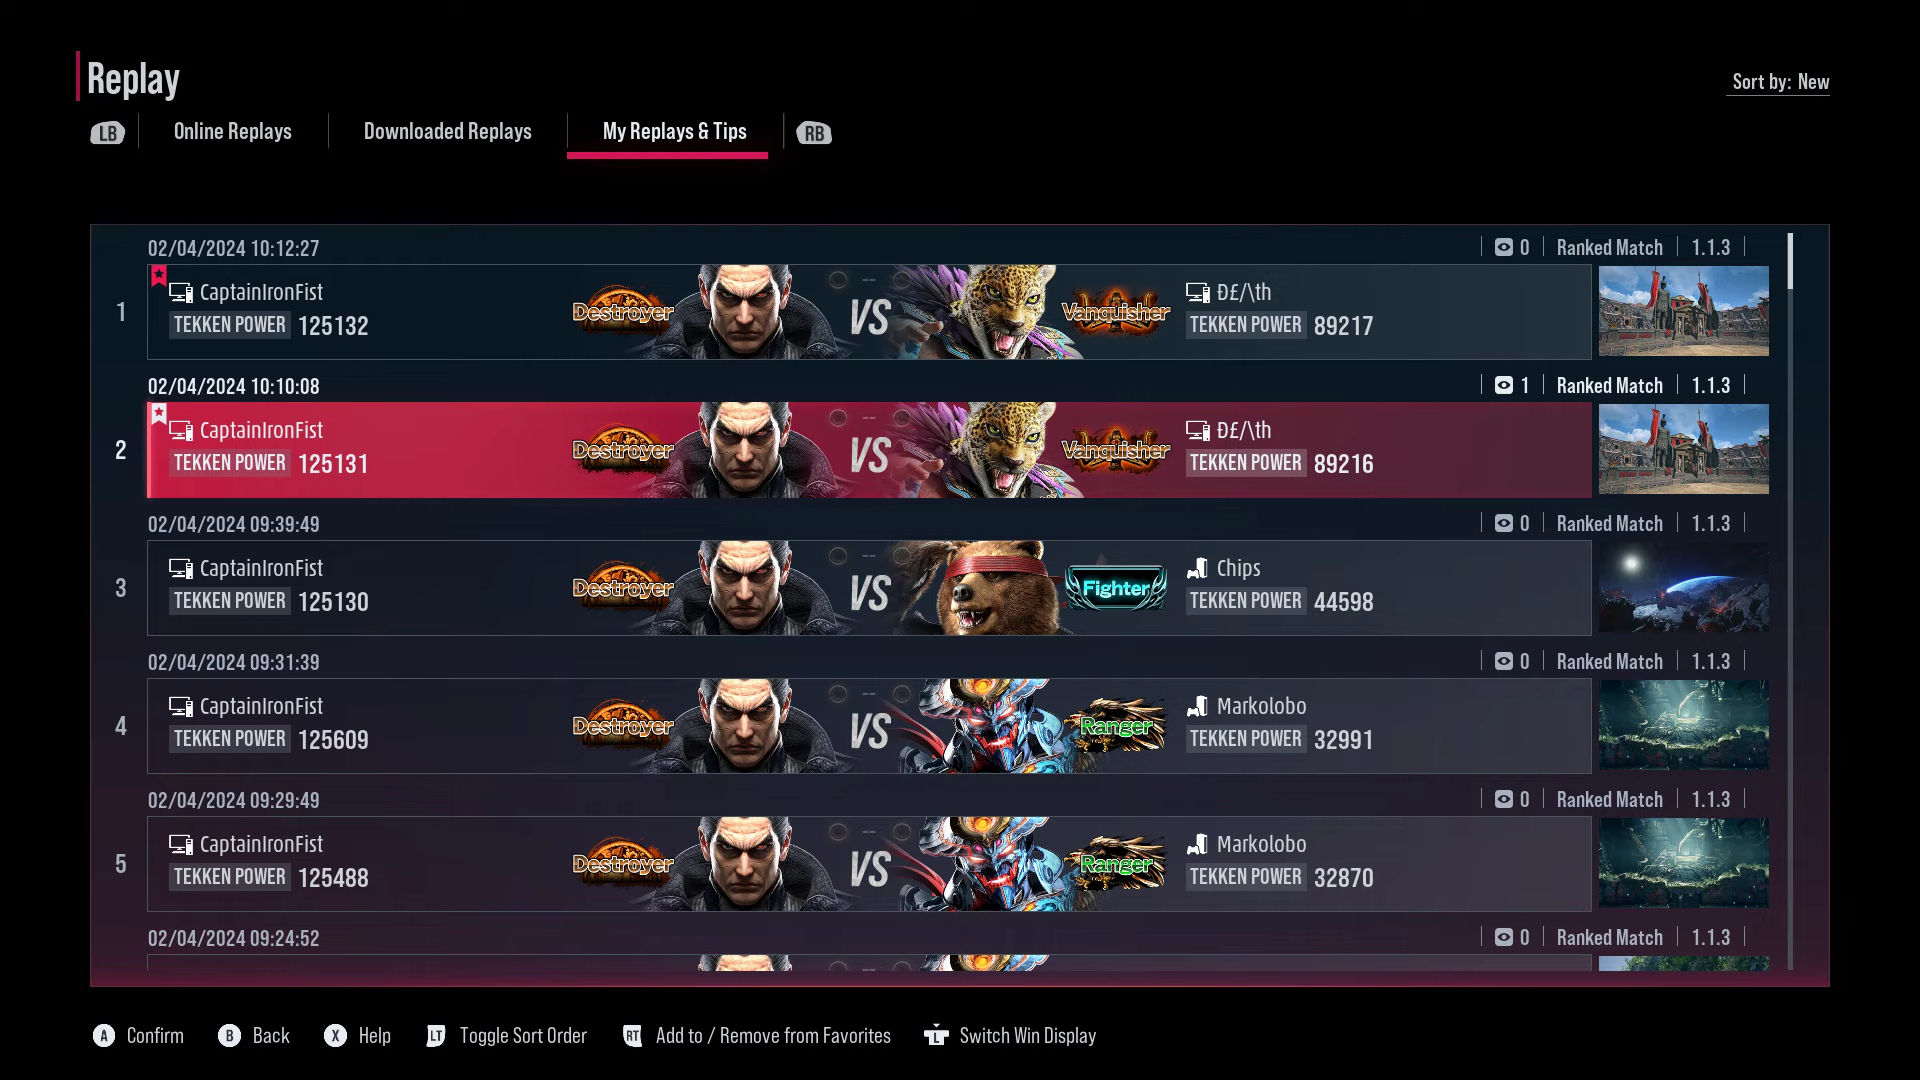 Replay
Sort by: New
LB Online Replays Downloaded Replays My Replays & Tips RB
02/04/2024 10:12:27 0 Ranked Match 1.1.3
1 CaptainIronFist TEKKEN POWER 125132 Destroyer -- VS Vanquisher Đ£/\th TEKKEN POWER 89217
02/04/2024 10:10:08 1 Ranked Match 1.1.3
2 CaptainIronFist TEKKEN POWER 125131 Destroyer -- VS Vanquisher Đ£/\th TEKKEN POWER 89216
02/04/2024 09:39:49 0 Ranked Match 1.1.3
3 CaptainIronFist TEKKEN POWER 125130 Destroyer -- VS Fighter Chips TEKKEN POWER 44598
02/04/2024 09:31:39 0 Ranked Match 1.1.3
4 CaptainIronFist TEKKEN POWER 125609 Destroyer -- VS Ranger Markolobo TEKKEN POWER 32991
02/04/2024 09:29:49 0 Ranked Match 1.1.3
5 CaptainIronFist TEKKEN POWER 125488 Destroyer -- VS Ranger Markolobo TEKKEN POWER 32870
02/04/2024 09:24:52 0 Ranked Match 1.1.3
A Confirm B Back X Help LT Toggle Sort Order RT Add to / Remove from Favorites L Switch Win Display